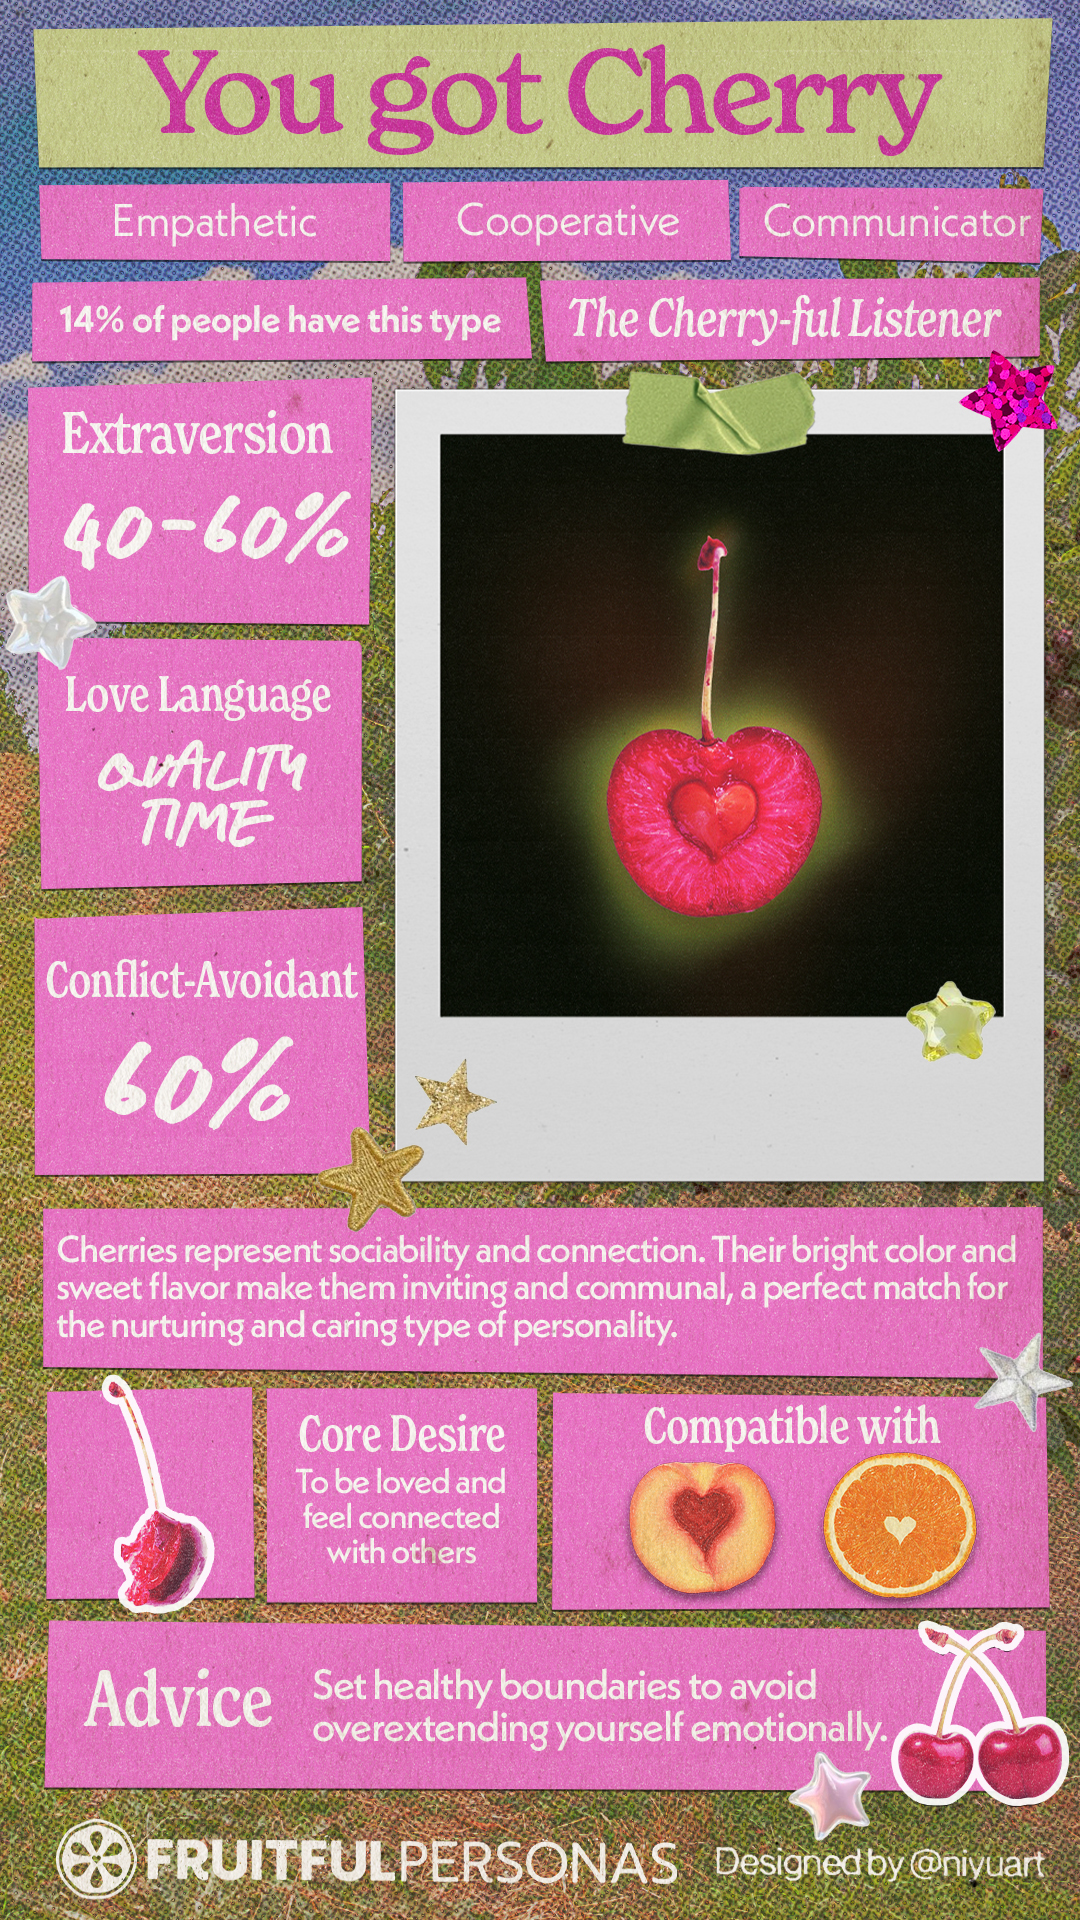 You got Cherry
Empathetic
Cooperative
Communicator
14% of people have this type
The Cherry-ful Listener
Extraversion
40-60%
Love Language
QUALITY
TIME
Conflict-Avoidant
60%
Cherries represent sociability and connection. Their bright color and
sweet flavor make them inviting and communal, a perfect match for
the nurturing and caring type of personality.
Core Desire
To be loved and
feel connected
with others
Compatible with
Advice
Set healthy boundaries to avoid
overextending yourself emotionally.
FRUITFULPERSONAS
Designed by @niyuart